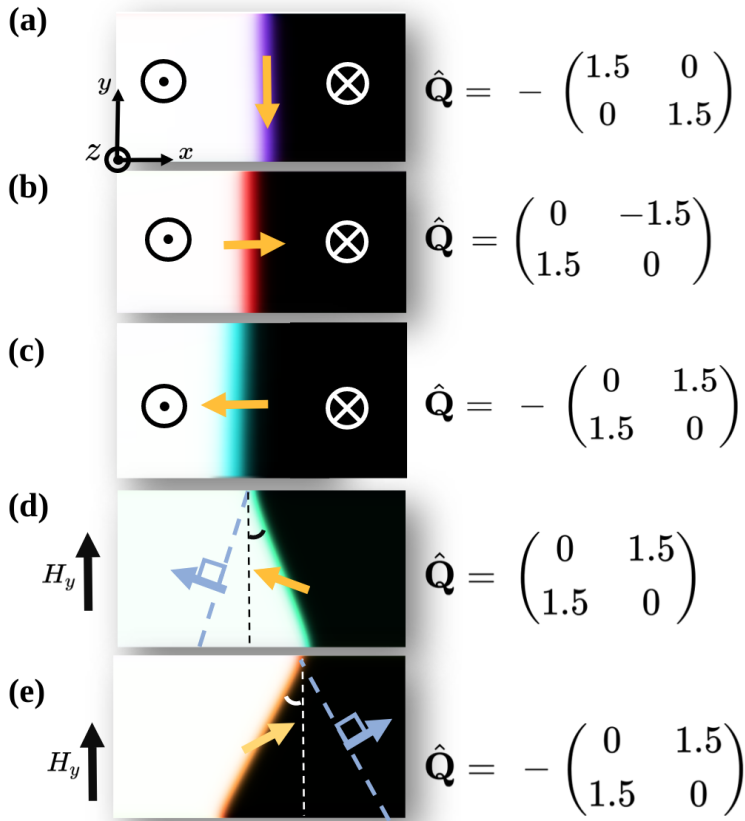 (a)
y
z
x
Q̂ = − (1.5 0
0 1.5)
(b)
Q̂ = (0 −1.5
1.5 0)
(c)
Q̂ = − (0 1.5
1.5 0)
(d)
H_y
Q̂ = (0 1.5
1.5 0)
(e)
H_y
Q̂ = − (0 1.5
1.5 0)